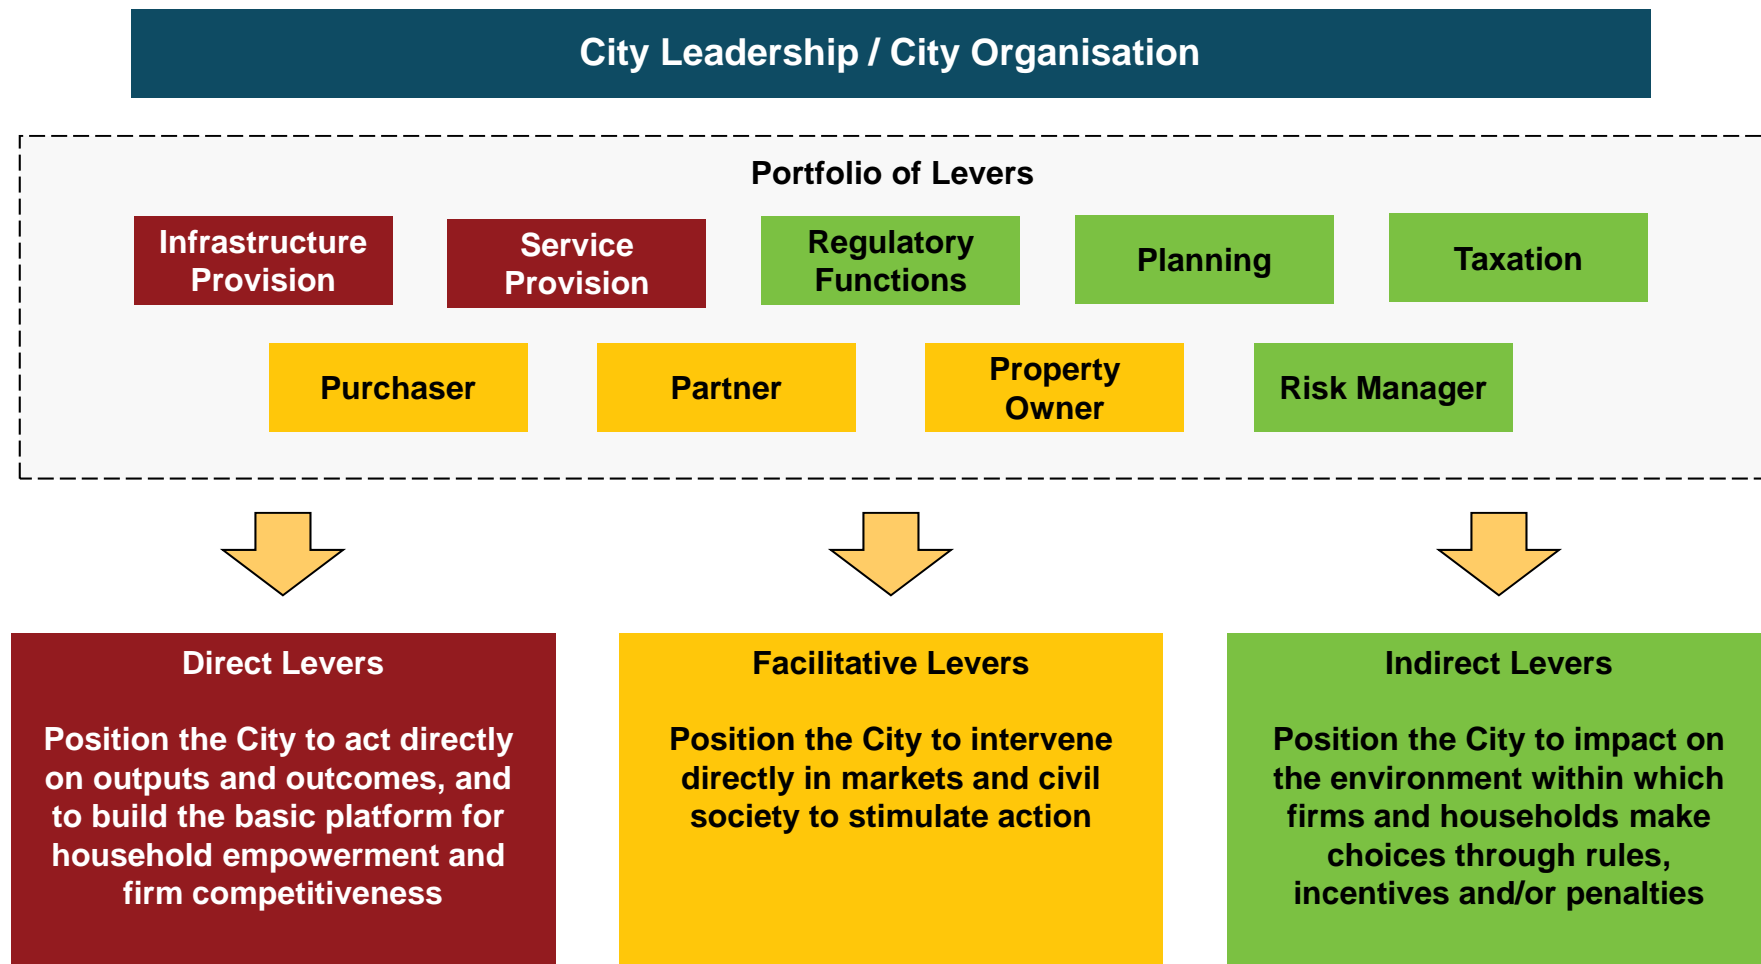 City Leadership / City Organisation
Portfolio of Levers
Infrastructure
Provision
Service
Provision
Regulatory
Functions
Planning
Taxation
Purchaser
Partner
Property
Owner
Risk Manager
Direct Levers
Position the City to act directly
on outputs and outcomes, and
to build the basic platform for
household empowerment and
firm competitiveness
Facilitative Levers
Position the City to intervene
directly in markets and civil
society to stimulate action
Indirect Levers
Position the City to impact on
the environment within which
firms and households make
choices through rules,
incentives and/or penalties